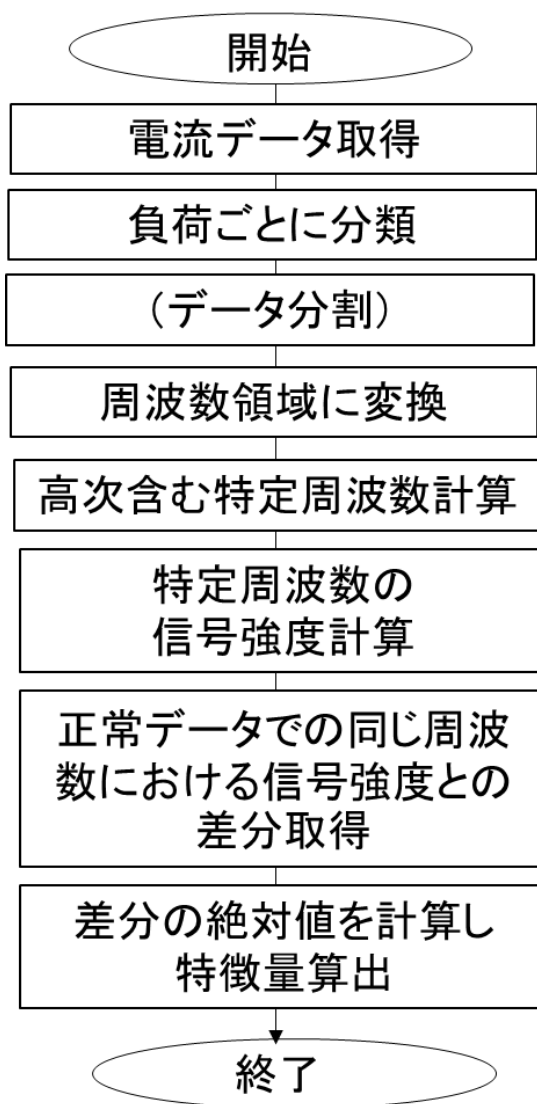 開始
電流データ取得
負荷ごとに分類
（データ分割）
周波数領域に変換
高次含む特定周波数計算
特定周波数の
信号強度計算
正常データでの同じ周波
数における信号強度との
差分取得
差分の絶対値を計算し
特徴量算出
終了